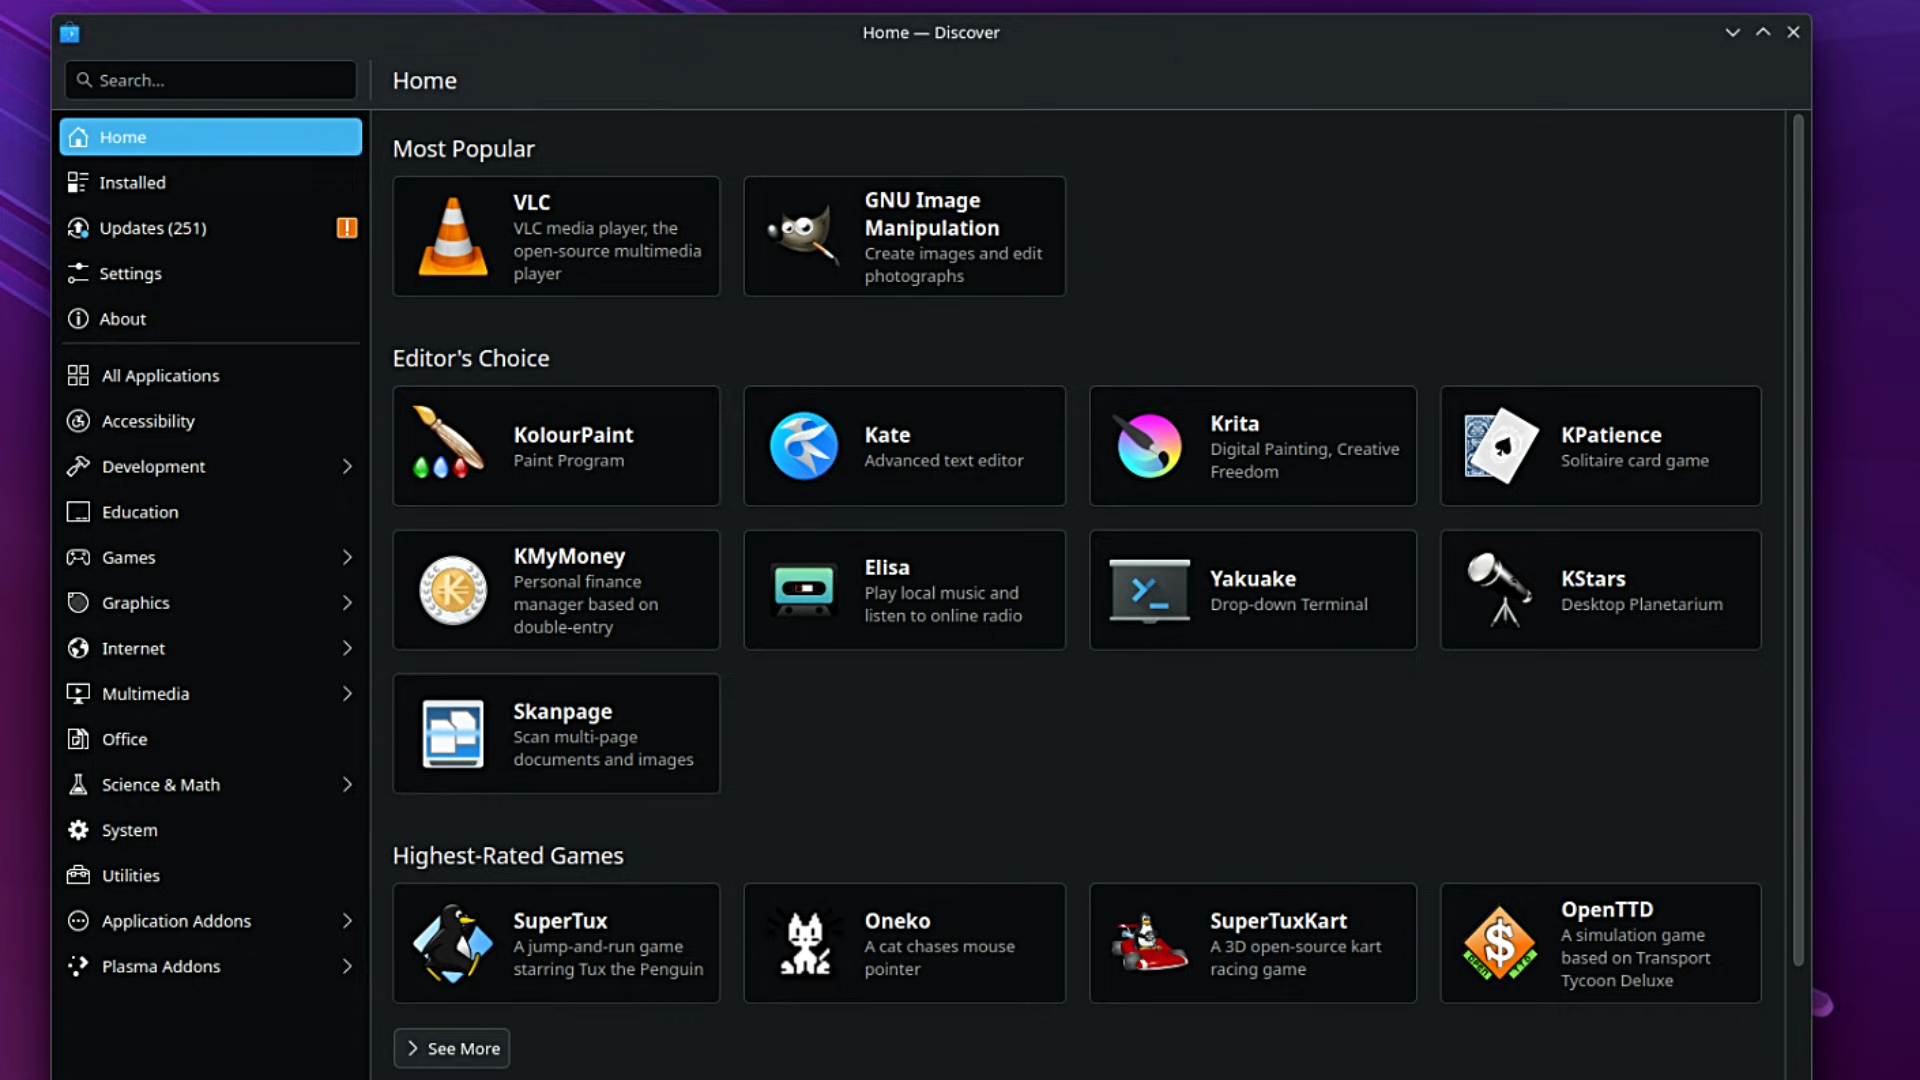 Home — Discover
Search...
Home
Home
Installed
Updates (251)
Settings
About
All Applications
Accessibility
Development
Education
Games
Graphics
Internet
Multimedia
Office
Science & Math
System
Utilities
Application Addons
Plasma Addons
Most Popular
VLC
VLC media player, the
open-source multimedia
player
GNU Image
Manipulation
Create images and edit
photographs
Editor's Choice
KolourPaint
Paint Program
Kate
Advanced text editor
Krita
Digital Painting, Creative
Freedom
KPatience
Solitaire card game
KMyMoney
Personal finance
manager based on
double-entry
Elisa
Play local music and
listen to online radio
Yakuake
Drop-down Terminal
KStars
Desktop Planetarium
Skanpage
Scan multi-page
documents and images
Highest-Rated Games
SuperTux
A jump-and-run game
starring Tux the Penguin
Oneko
A cat chases mouse
pointer
SuperTuxKart
A 3D open-source kart
racing game
OPEN TTD
OpenTTD
A simulation game
based on Transport
Tycoon Deluxe
See More